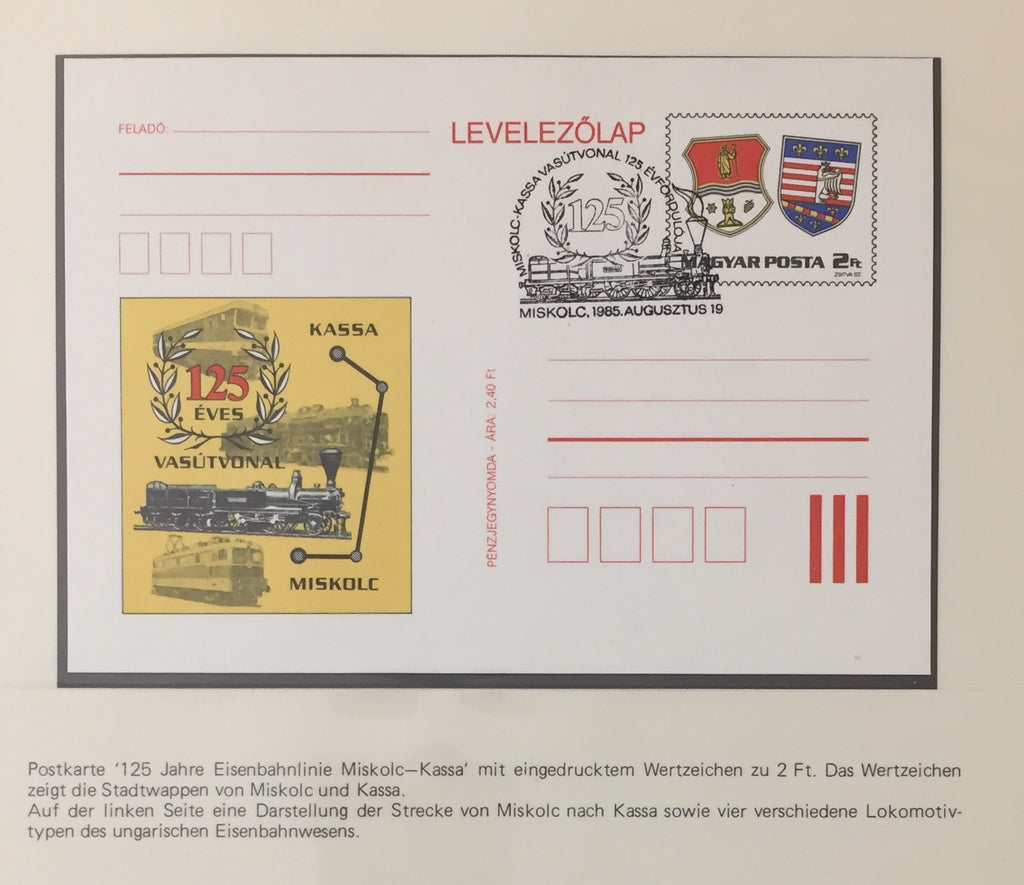 FELADÓ:
LEVELEZŐLAP
MISKOLC-KASSA VASÚTVONAL 125 ÉVFORDULÓJA
125
MISKOLC, 1985. AUGUSZTUS 19
MAGYAR POSTA 2Ft
ZSITVA SZ.
KASSA
125
ÉVES
VASÚTVONAL
MISKOLC
PÉNZJEGYNYOMDA - ÁRA: 2,40 Ft
Postkarte '125 Jahre Eisenbahnlinie Miskolc—Kassa' mit eingedrucktem Wertzeichen zu 2 Ft. Das Wertzeichen
zeigt die Stadtwappen von Miskolc und Kassa.
Auf der linken Seite eine Darstellung der Strecke von Miskolc nach Kassa sowie vier verschiedene Lokomotiv-
typen des ungarischen Eisenbahnwesens.